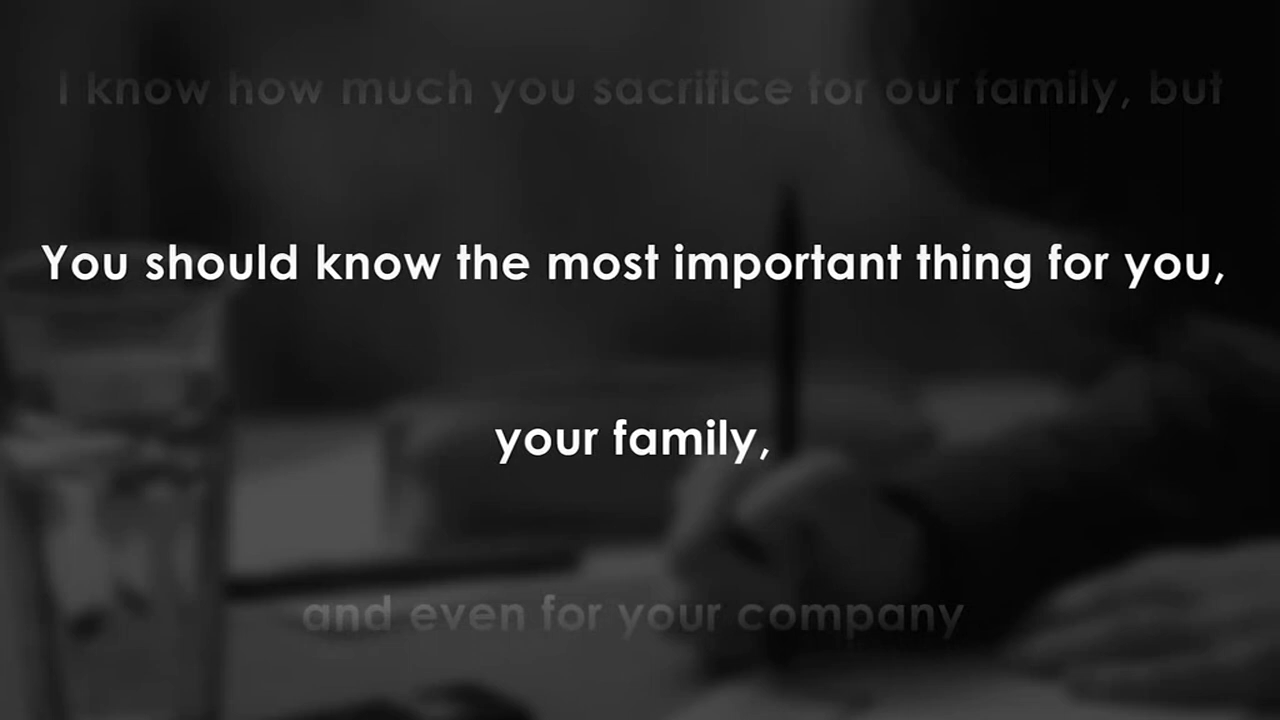 I know how much you sacrifice for our family, but
You should know the most important thing for you,
your family,
and even for your company